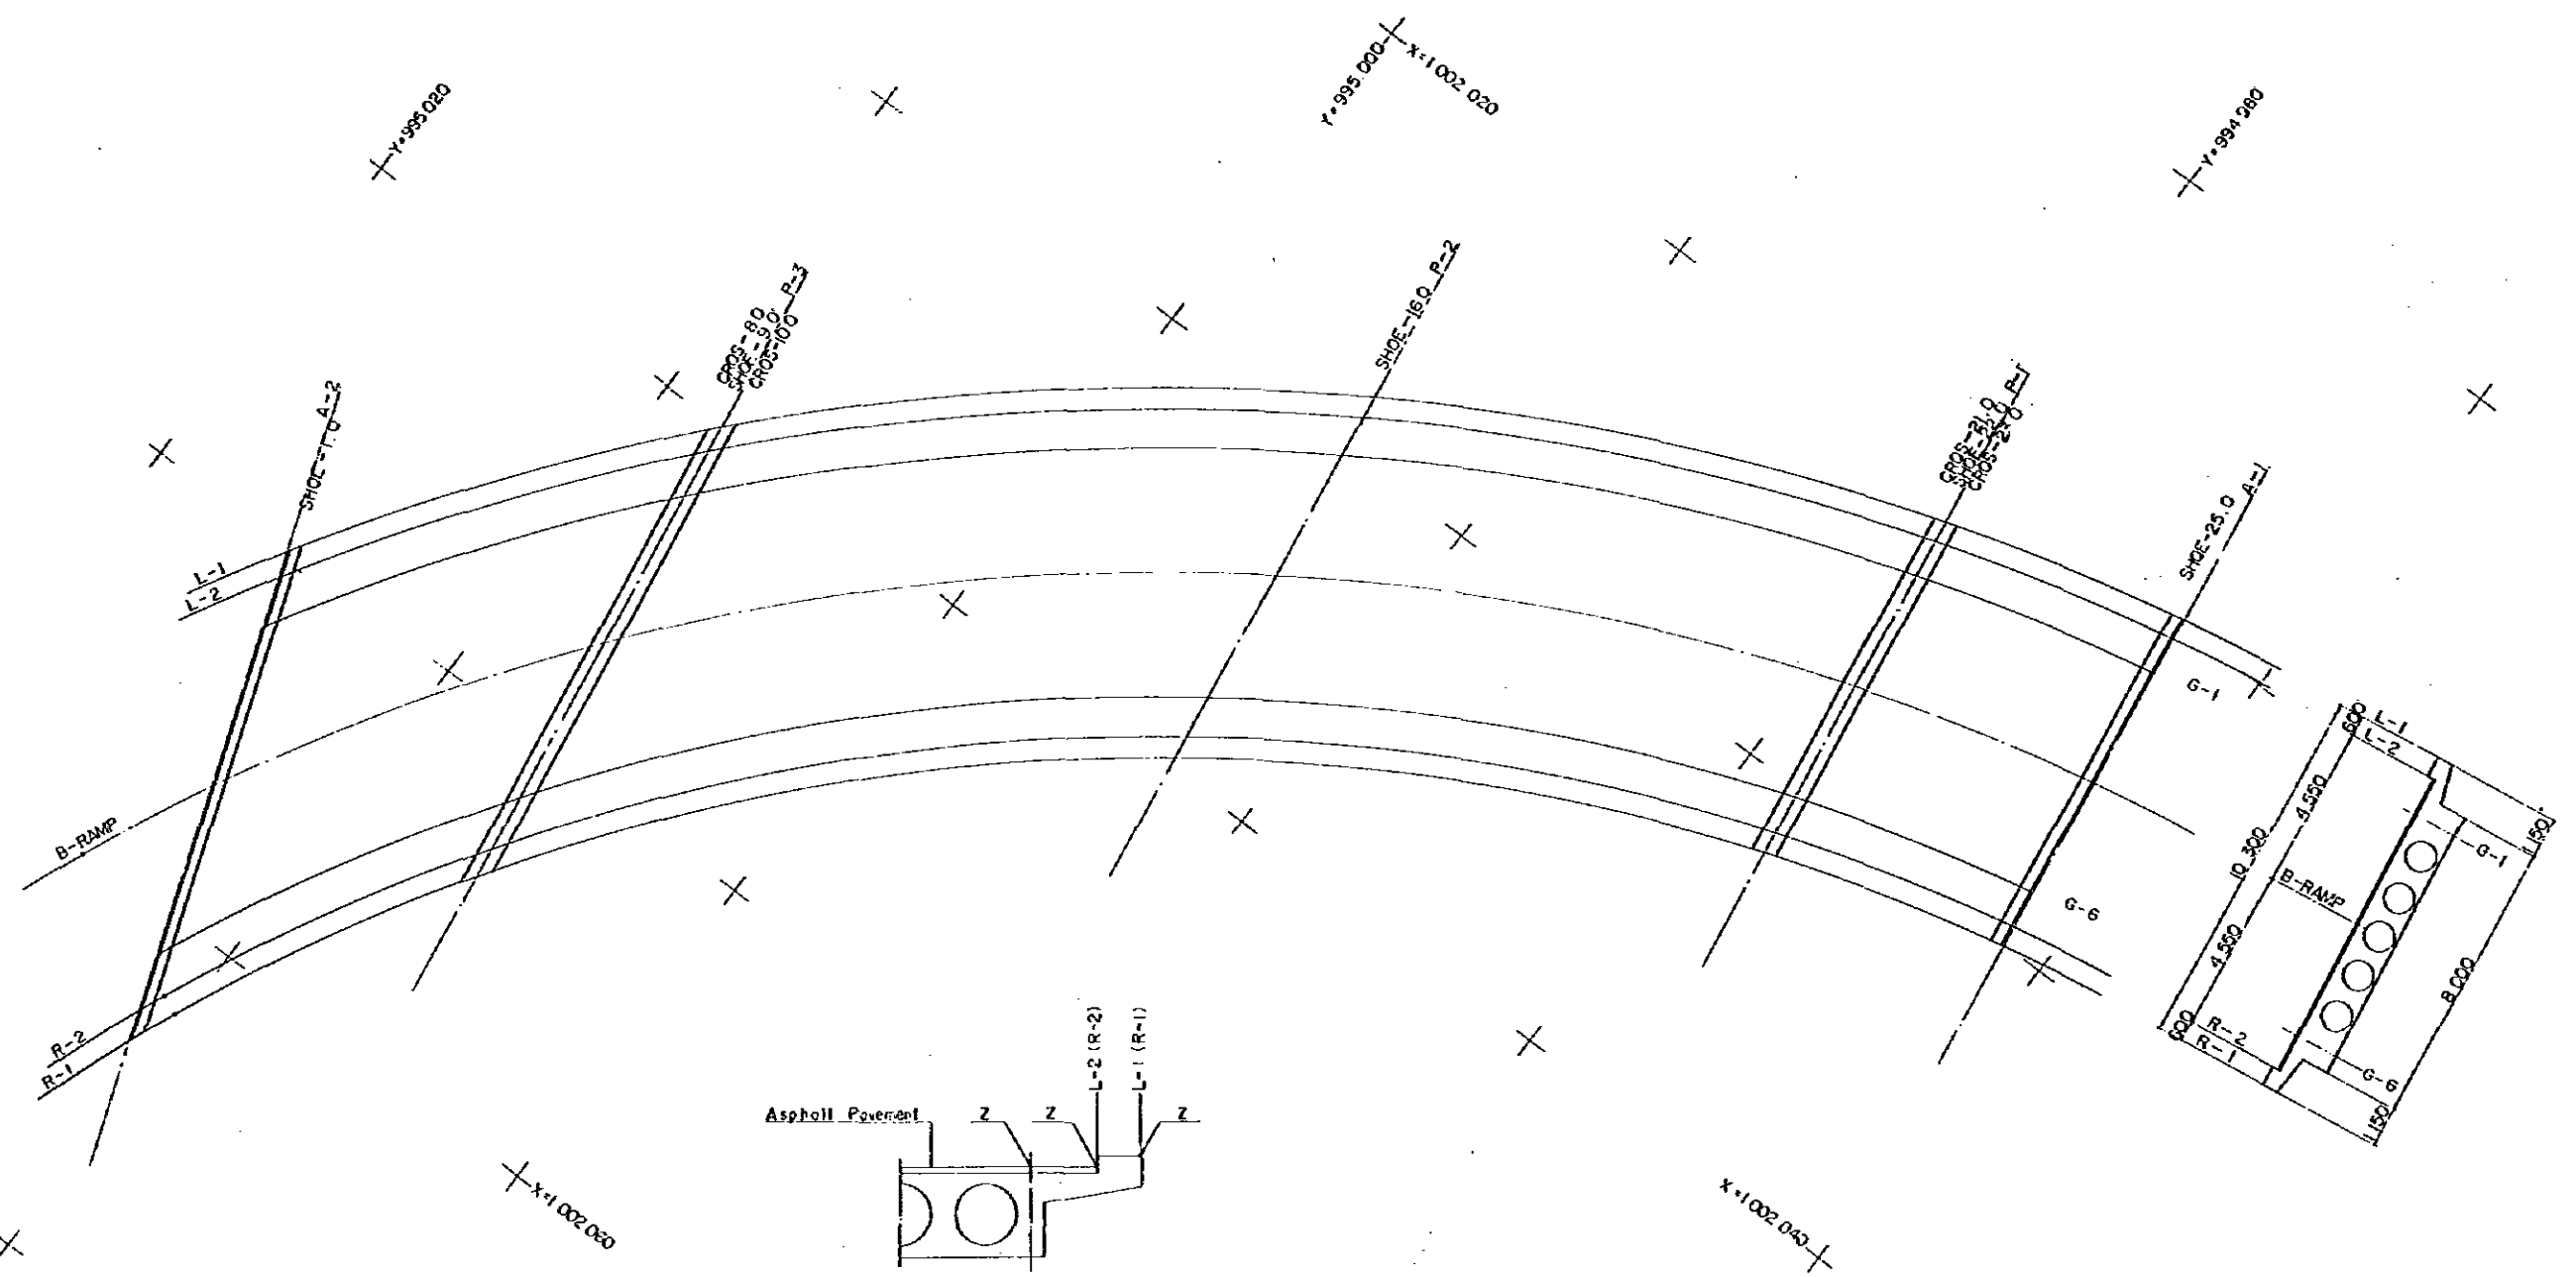 Y=995.000
X=1 002 020
Y=995 020
Y=994 980
SHOE-16.0 P-2
CROS-8.0
SHOE-9.0 P-3
CROS-10.0
CROS-21.0
SHOE-22.0 P-1
A-2
SHOE-25.0 A-1
L-1
L-2
B-RAMP
R-2
R-1
G-1
G-6
600
L-1
L-2
4.550
10.300
B-RAMP
4.550
600
R-2
R-1
1.150
G-1
8.000
G-6
1.150
L-2 (R-2)
L-1 (R-1)
Asphalt Pavement
Z
Z
Z
X=1 002 060
X=1 002 040